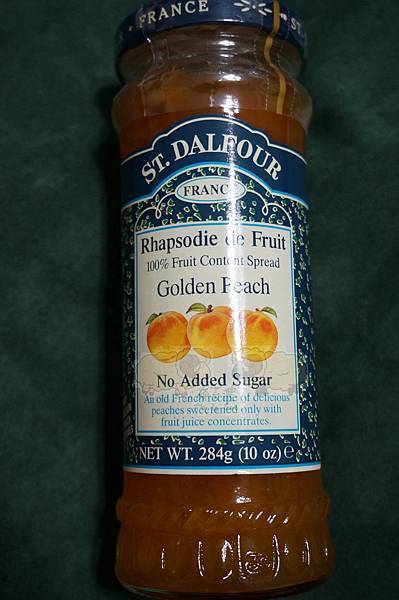 FRANCE
ST.
ST. DALFOUR
FRANCE
Rhapsodie de Fruit
100% Fruit Content Spread
Golden Peach
No Added Sugar
An old French recipe of delicious
peaches sweetened only with
fruit juice concentrates.
NET WT. 284g (10 oz) e